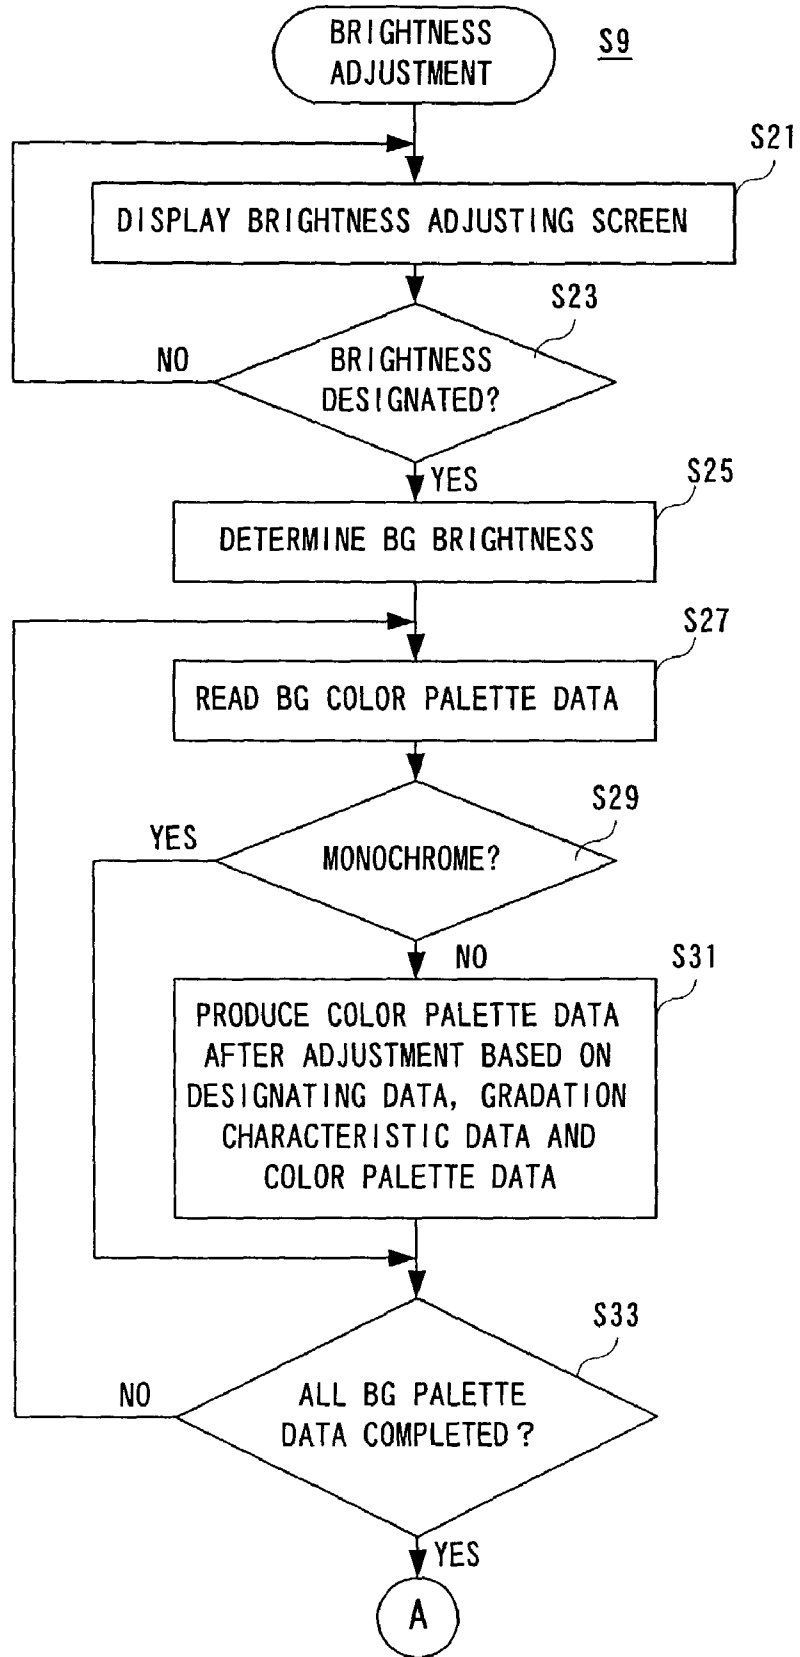 BRIGHTNESS
ADJUSTMENT
S9
S21
DISPLAY BRIGHTNESS ADJUSTING SCREEN
S23
BRIGHTNESS
DESIGNATED?
NO
YES
S25
DETERMINE BG BRIGHTNESS
S27
READ BG COLOR PALETTE DATA
S29
YES
MONOCHROME?
NO
S31
PRODUCE COLOR PALETTE DATA
AFTER ADJUSTMENT BASED ON
DESIGNATING DATA, GRADATION
CHARACTERISTIC DATA AND
COLOR PALETTE DATA
S33
NO
ALL BG PALETTE
DATA COMPLETED?
YES
A